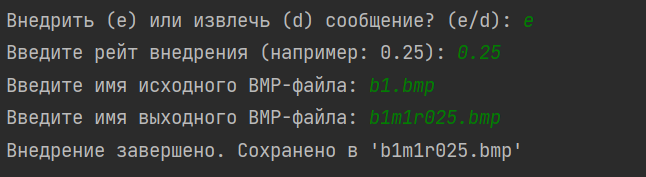 Внедрить (e) или извлечь (d) сообщение? (e/d): e
Введите рейт внедрения (например: 0.25): 0.25
Введите имя исходного BMP-файла: b1.bmp
Введите имя выходного BMP-файла: b1m1r025.bmp
Внедрение завершено. Сохранено в 'b1m1r025.bmp'